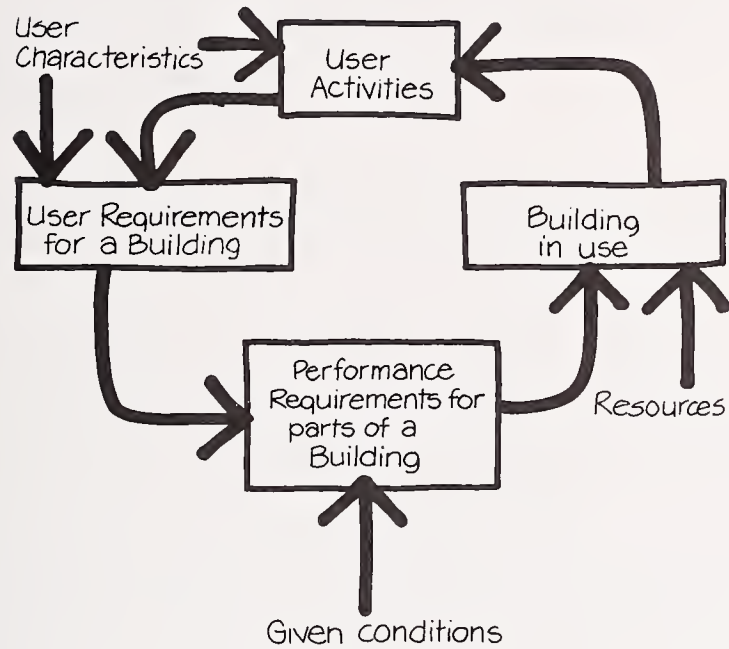 User
Characteristics
User
Activities
User Requirements
for a Building
Building
in use
Performance
Requirements for
parts of a
Building
Resources
Given conditions